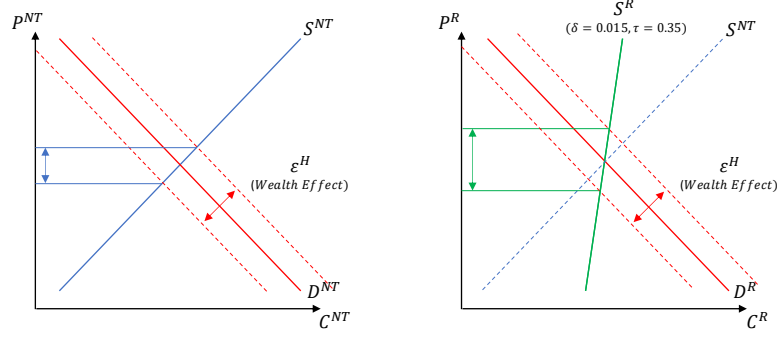 P^{NT}
S^{NT}
ε^H
(Wealth Effect)
D^{NT}
C^{NT}
P^R
S^R
(δ = 0.015, τ = 0.35)
S^{NT}
ε^H
(Wealth Effect)
D^R
C^R